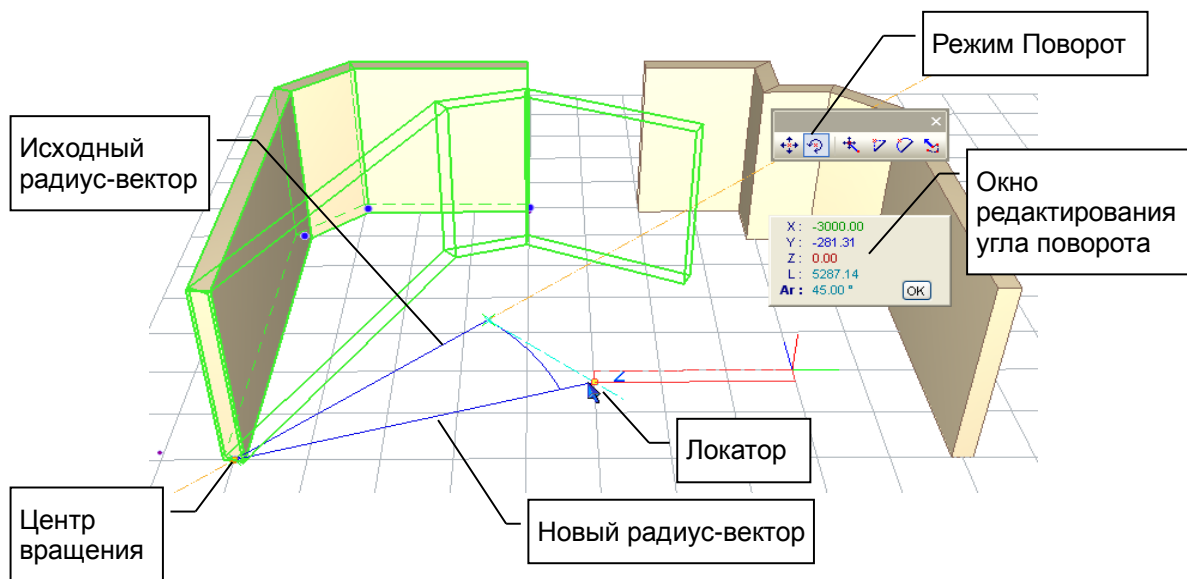 Режим Поворот
Исходный
радиус-вектор
Окно
редактирования
угла поворота
X : -3000.00
Y : -281.31
Z : 0.00
L : 5287.14
Ar : 45.00 °
OK
Локатор
Центр
вращения
Новый радиус-вектор